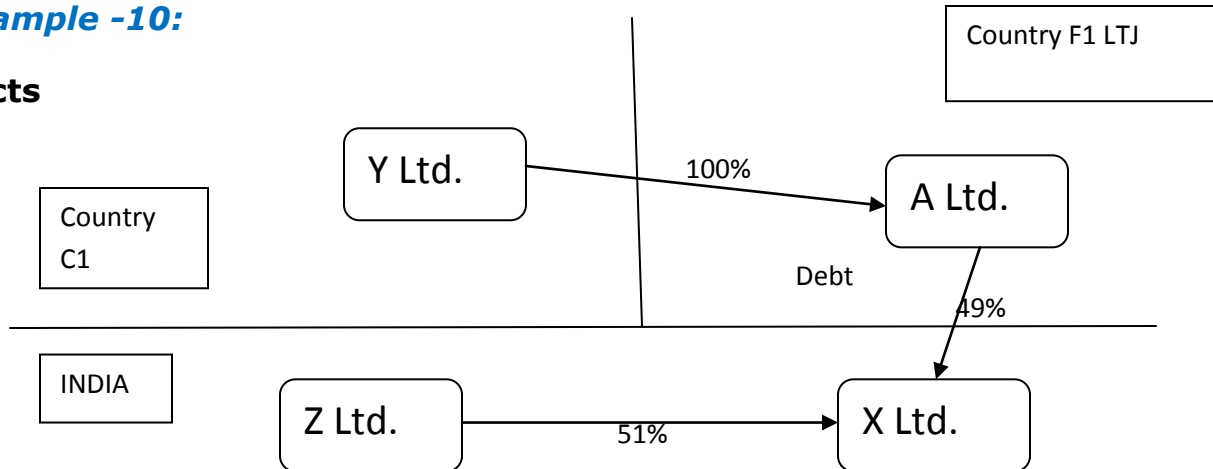 ample -10:
cts
Country F1 LTJ
Y Ltd.
100%
A Ltd.
Country
C1
Debt
49%
INDIA
Z Ltd.
51%
X Ltd.